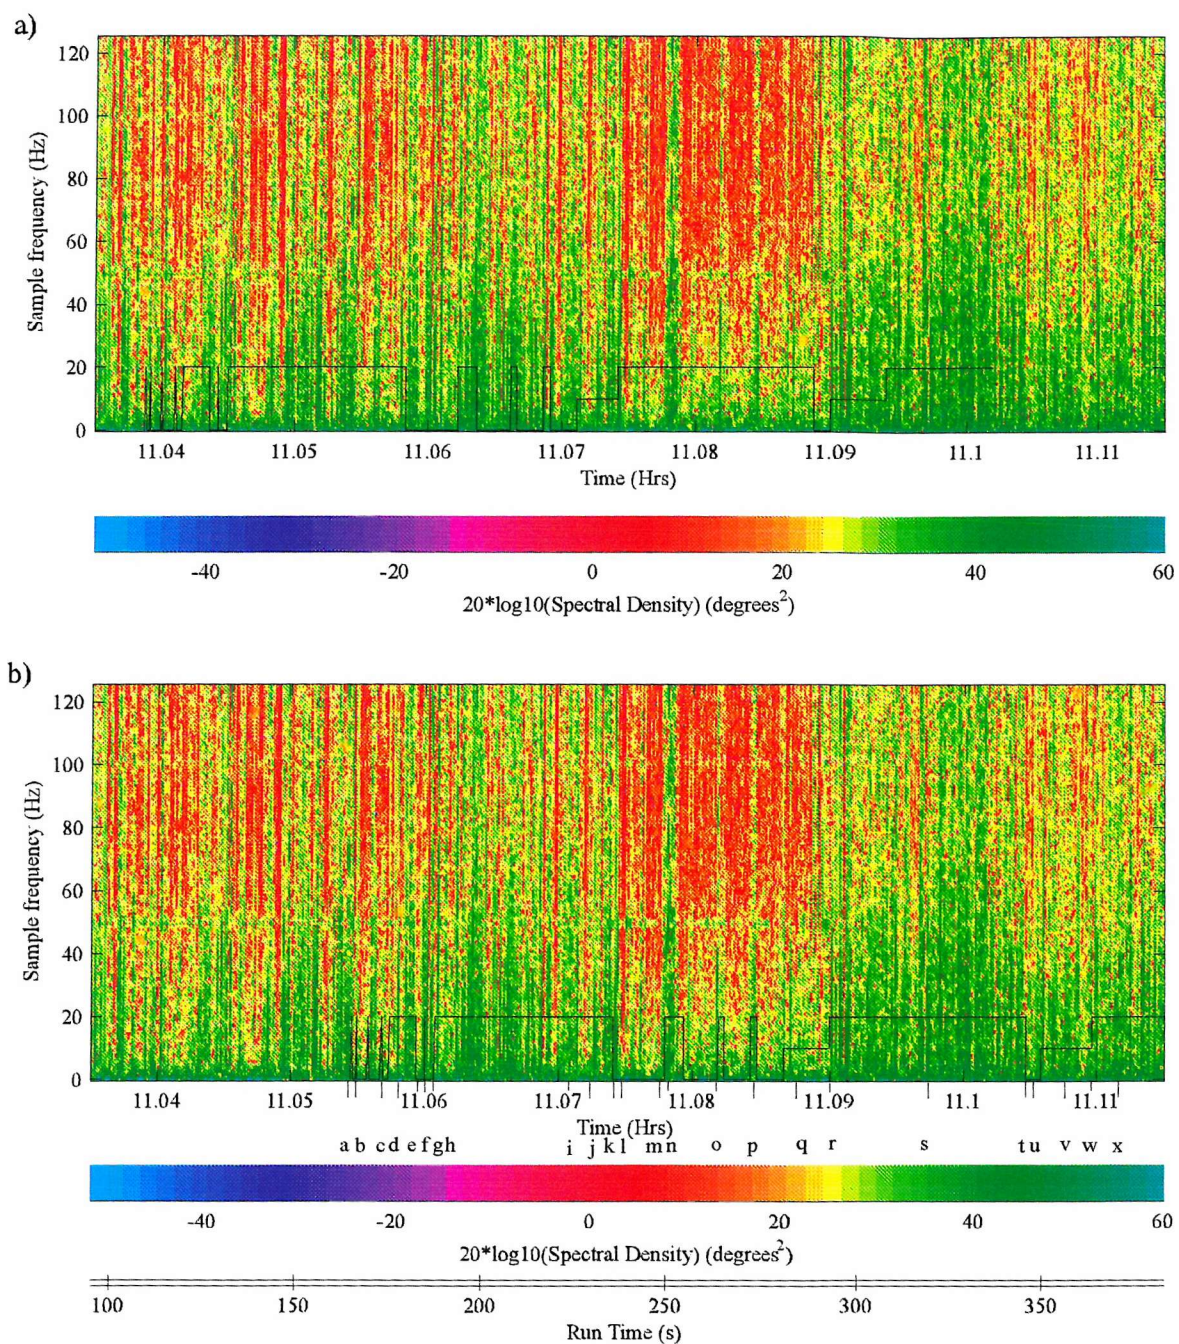 a)
120
100
80
60
40
20
0
Sample frequency (Hz)
11.04 11.05 11.06 11.07 11.08 11.09 11.1 11.11
Time (Hrs)
-40 -20 0 20 40 60
20*log10(Spectral Density) (degrees²)
b)
120
100
80
60
40
20
0
Sample frequency (Hz)
11.04 11.05 11.06 11.07 11.08 11.09 11.1 11.11
Time (Hrs)
a b c d e f g h i j k l m n o p q r s t u v w x
-40 -20 0 20 40 60
20*log10(Spectral Density) (degrees²)
100 150 200 250 300 350
Run Time (s)